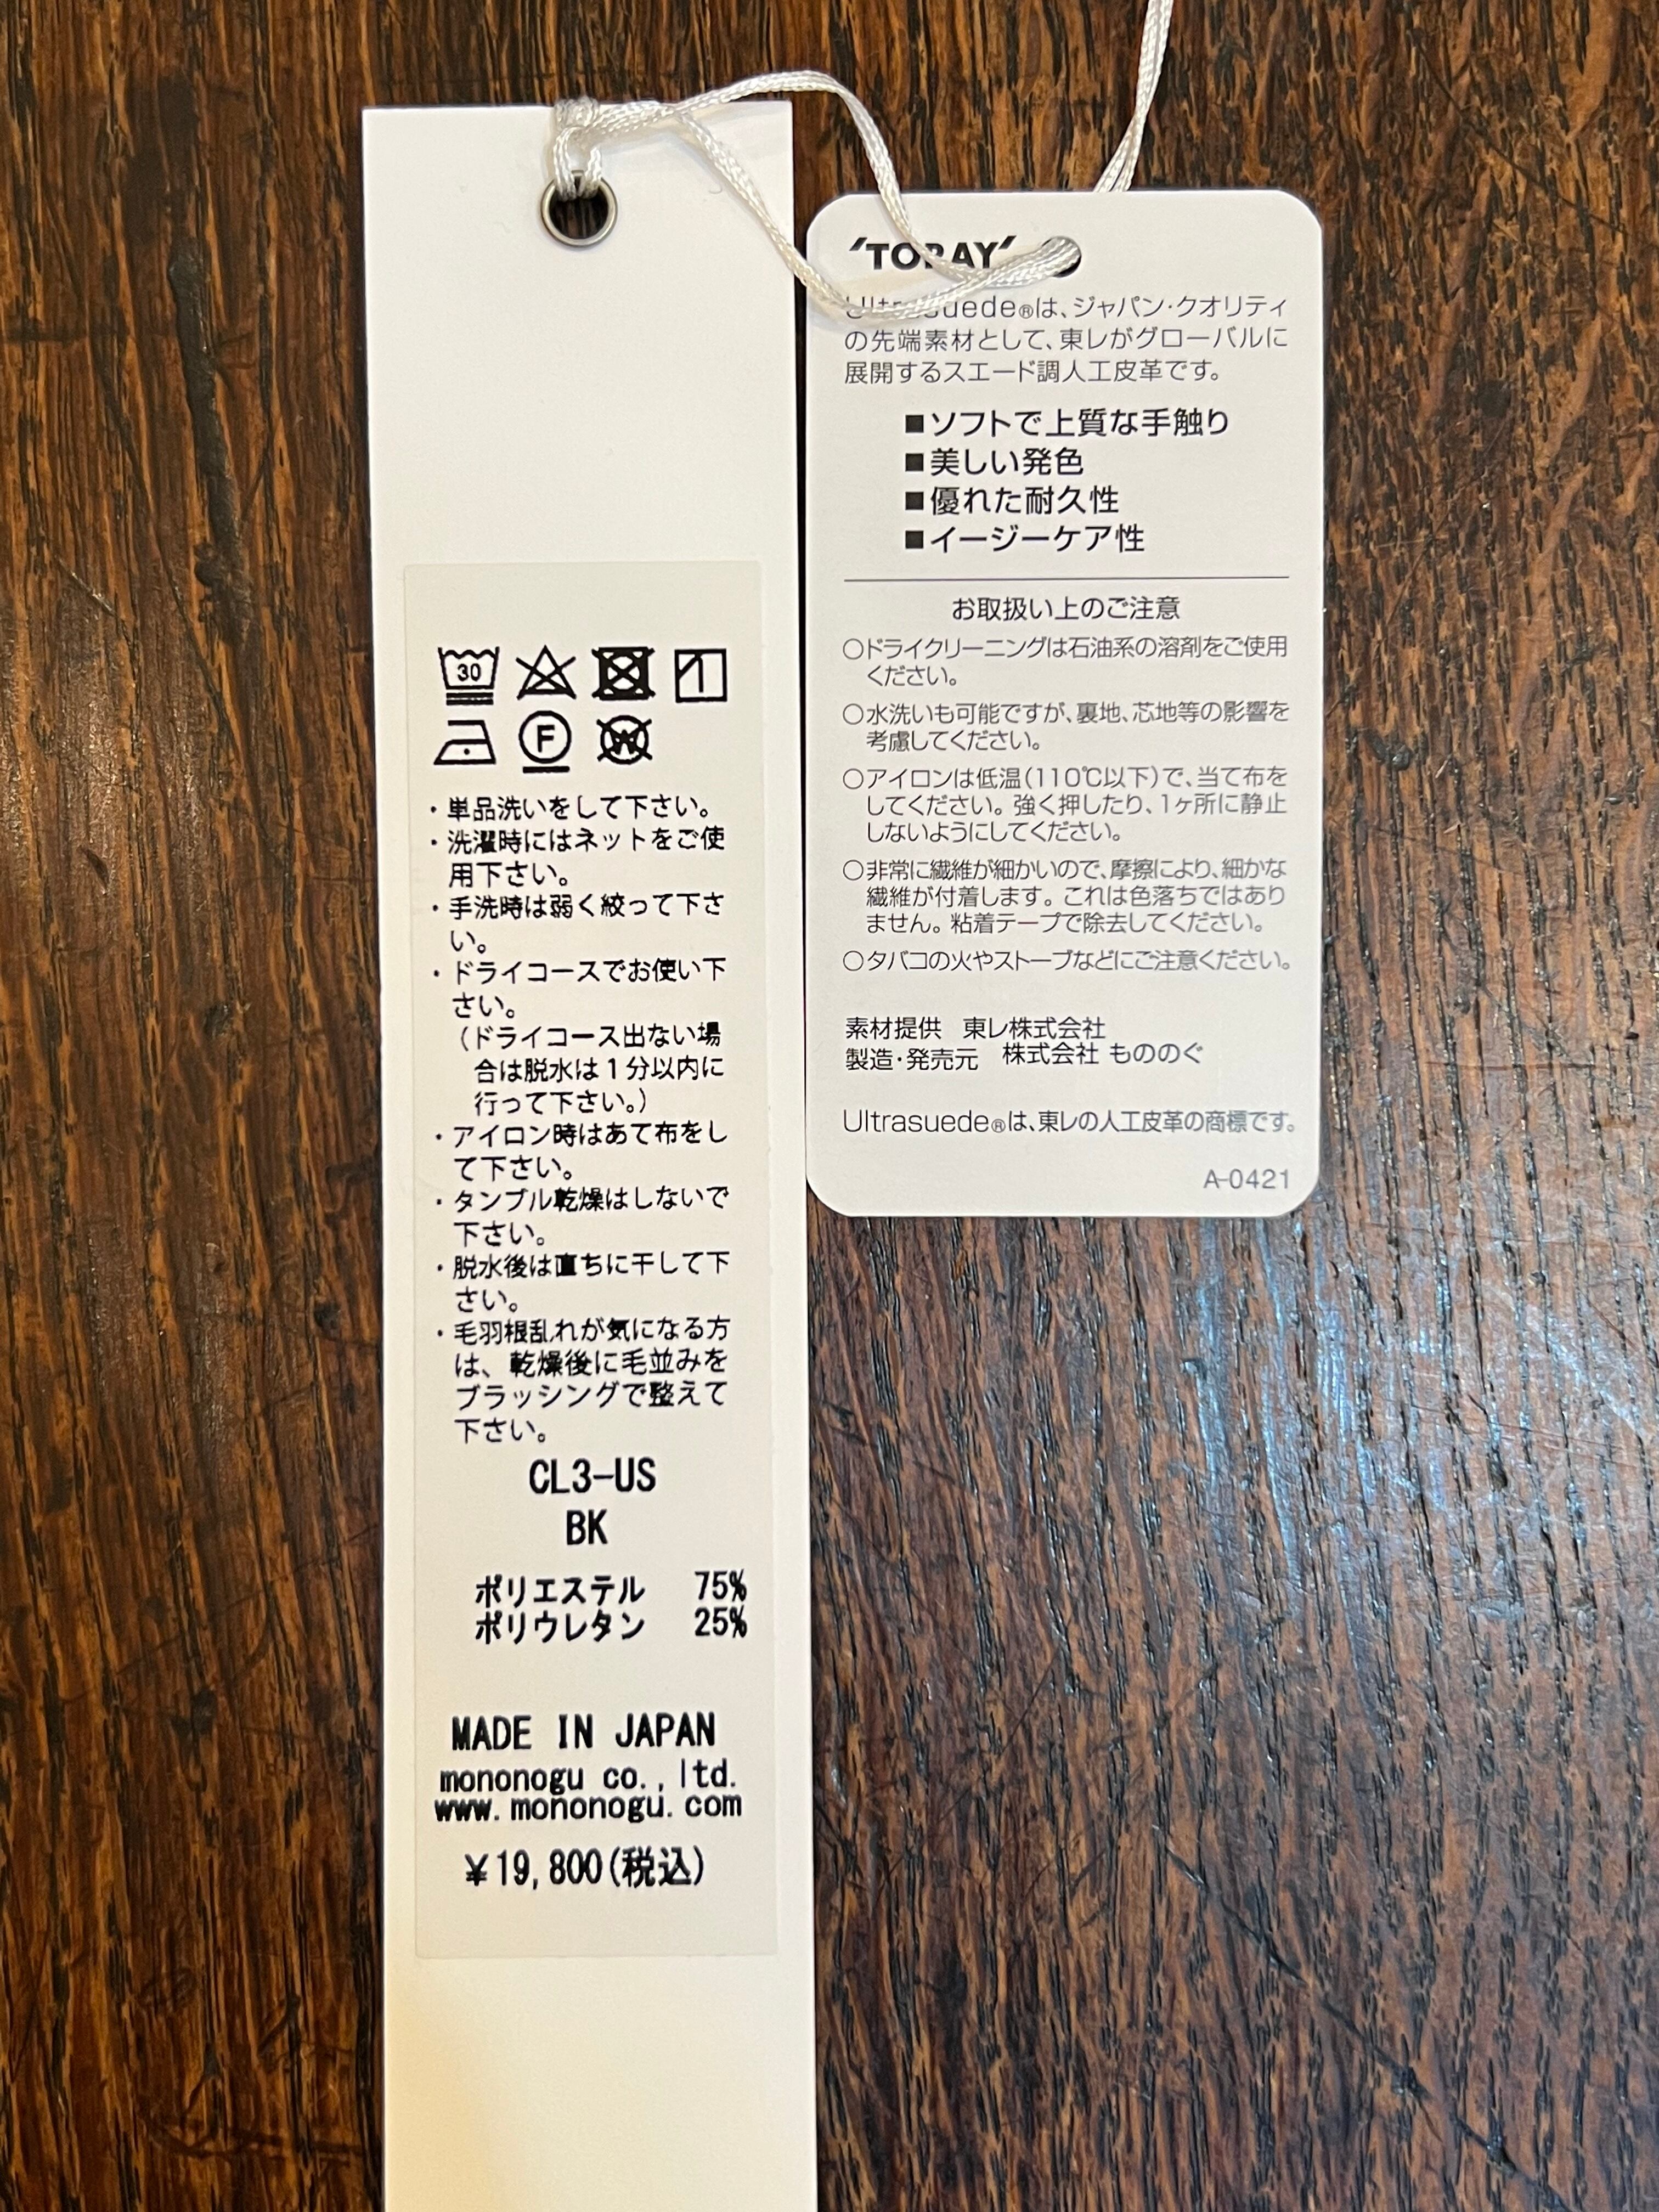 30
F
W
・単品洗いをして下さい。
・洗濯時にはネットをご使
用下さい。
・手洗時は弱く絞って下さ
い。
・ドライコースでお使い下
さい。
（ドライコース出ない場
合は脱水は１分以内に
行って下さい。）
・アイロン時はあて布をし
て下さい。
・タンブル乾燥はしないで
下さい。
・脱水後は直ちに干して下
さい。
・毛羽根乱れが気になる方
は、乾燥後に毛並みを
ブラッシングで整えて
下さい。
CL3-US
BK
ポリエステル 75%
ポリウレタン 25%
MADE IN JAPAN
mononogu co.,ltd.
www.mononogu.com
¥19,800(税込)
'TORAY'
Ultrasuede®は、ジャパン・クオリティ
の先端素材として、東レがグローバルに
展開するスエード調人工皮革です。
■ソフトで上質な手触り
■美しい発色
■優れた耐久性
■イージーケア性
お取扱い上のご注意
○ドライクリーニングは石油系の溶剤をご使用
ください。
○水洗いも可能ですが、裏地、芯地等の影響を
考慮してください。
○アイロンは低温(110℃以下)で、当て布を
してください。強く押したり、1ヶ所に静止
しないようにしてください。
○非常に繊維が細かいので、摩擦により、細かな
繊維が付着します。これは色落ちではあり
ません。粘着テープで除去してください。
○タバコの火やストーブなどにご注意ください。
素材提供 東レ株式会社
製造・発売元 株式会社 もののぐ
Ultrasuede®は、東レの人工皮革の商標です。
A-0421